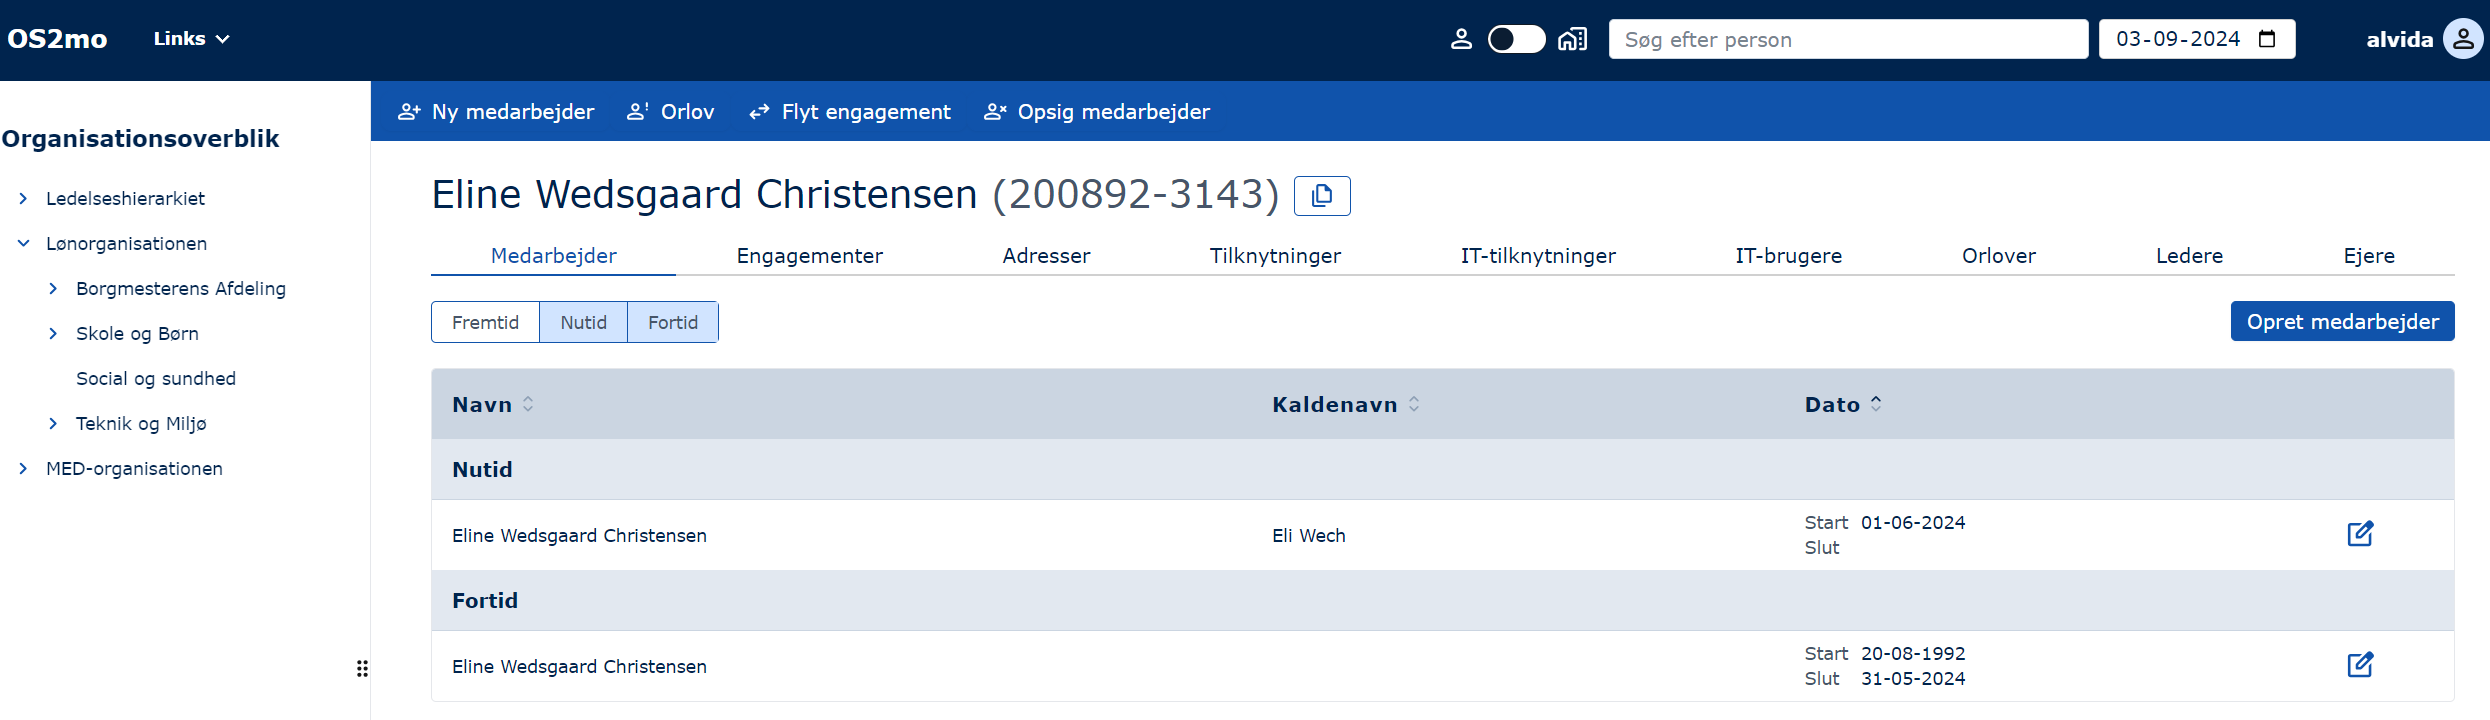 OS2mo Links Søg efter person 03-09-2024 alvida
Ny medarbejder Orlov Flyt engagement Opsig medarbejder
Organisationsoverblik
Ledelseshierarkiet
Lønorganisationen
Borgmesterens Afdeling
Skole og Børn
Social og sundhed
Teknik og Miljø
MED-organisationen
Eline Wedsgaard Christensen (200892-3143)
Medarbejder Engagementer Adresser Tilknytninger IT-tilknytninger IT-brugere Orlover Ledere Ejere
Fremtid Nutid Fortid Opret medarbejder
Navn Kaldenavn Dato
Nutid
Eline Wedsgaard Christensen Eli Wech Start 01-06-2024
Slut
Fortid
Eline Wedsgaard Christensen Start 20-08-1992
Slut 31-05-2024